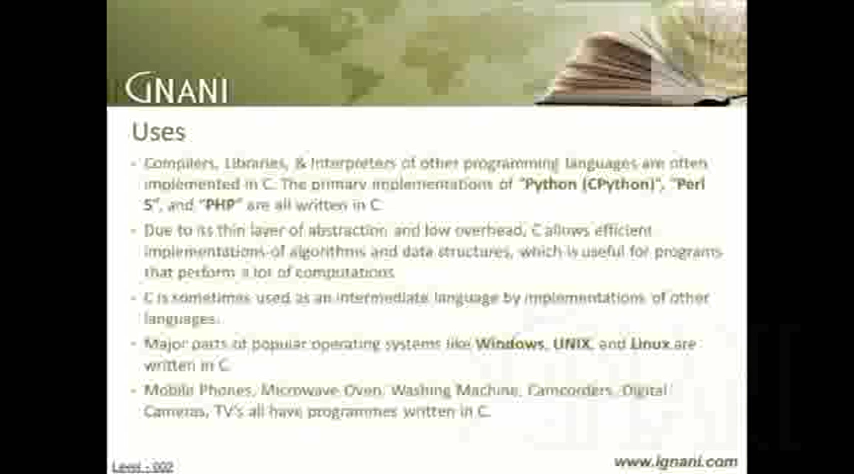 GNANI
Uses
Compilers, Libraries, & Interpreters of other programming languages are often
implemented in C. The primary implementations of "Python (CPython)", "Perl
5", and "PHP" are all written in C.
Due to its thin layer of abstraction and low overhead, C allows efficient
implementations of algorithms and data structures, which is useful for programs
that perform a lot of computations.
C is sometimes used as an intermediate language by implementations of other
languages.
Major parts of popular operating systems like Windows, UNIX, and Linux are
written in C.
Mobile Phones, Microwave Oven, Washing Machine, Camcorders, Digital
Cameras, TV's all have programmes written in C.
- 002
www.ignani.com